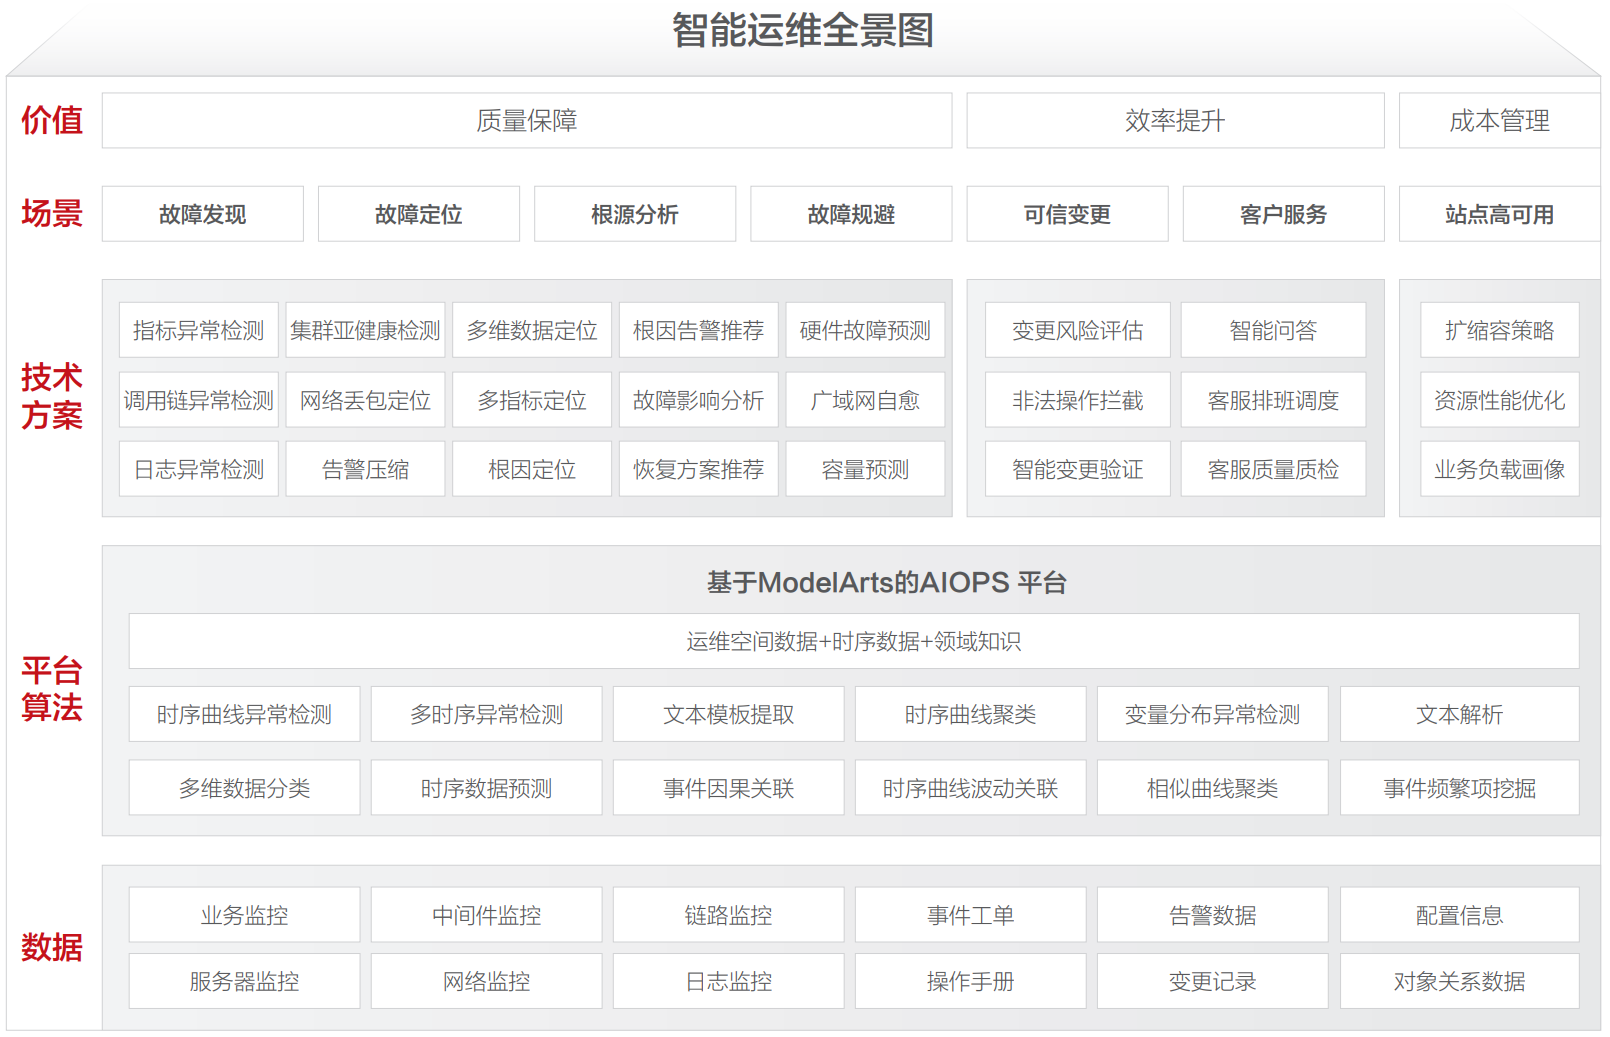 智能运维全景图
价值
质量保障
效率提升
成本管理
场景
故障发现
故障定位
根源分析
故障规避
可信变更
客户服务
站点高可用
技术
方案
指标异常检测
集群亚健康检测
多维数据定位
根因告警推荐
硬件故障预测
变更风险评估
智能问答
扩缩容策略
调用链异常检测
网络丢包定位
多指标定位
故障影响分析
广域网自愈
非法操作拦截
客服排班调度
资源性能优化
日志异常检测
告警压缩
根因定位
恢复方案推荐
容量预测
智能变更验证
客服质量质检
业务负载画像
平台
算法
基于ModelArts的AIOPS 平台
运维空间数据+时序数据+领域知识
时序曲线异常检测
多时序异常检测
文本模板提取
时序曲线聚类
变量分布异常检测
文本解析
多维数据分类
时序数据预测
事件因果关联
时序曲线波动关联
相似曲线聚类
事件频繁项挖掘
数据
业务监控
中间件监控
链路监控
事件工单
告警数据
配置信息
服务器监控
网络监控
日志监控
操作手册
变更记录
对象关系数据